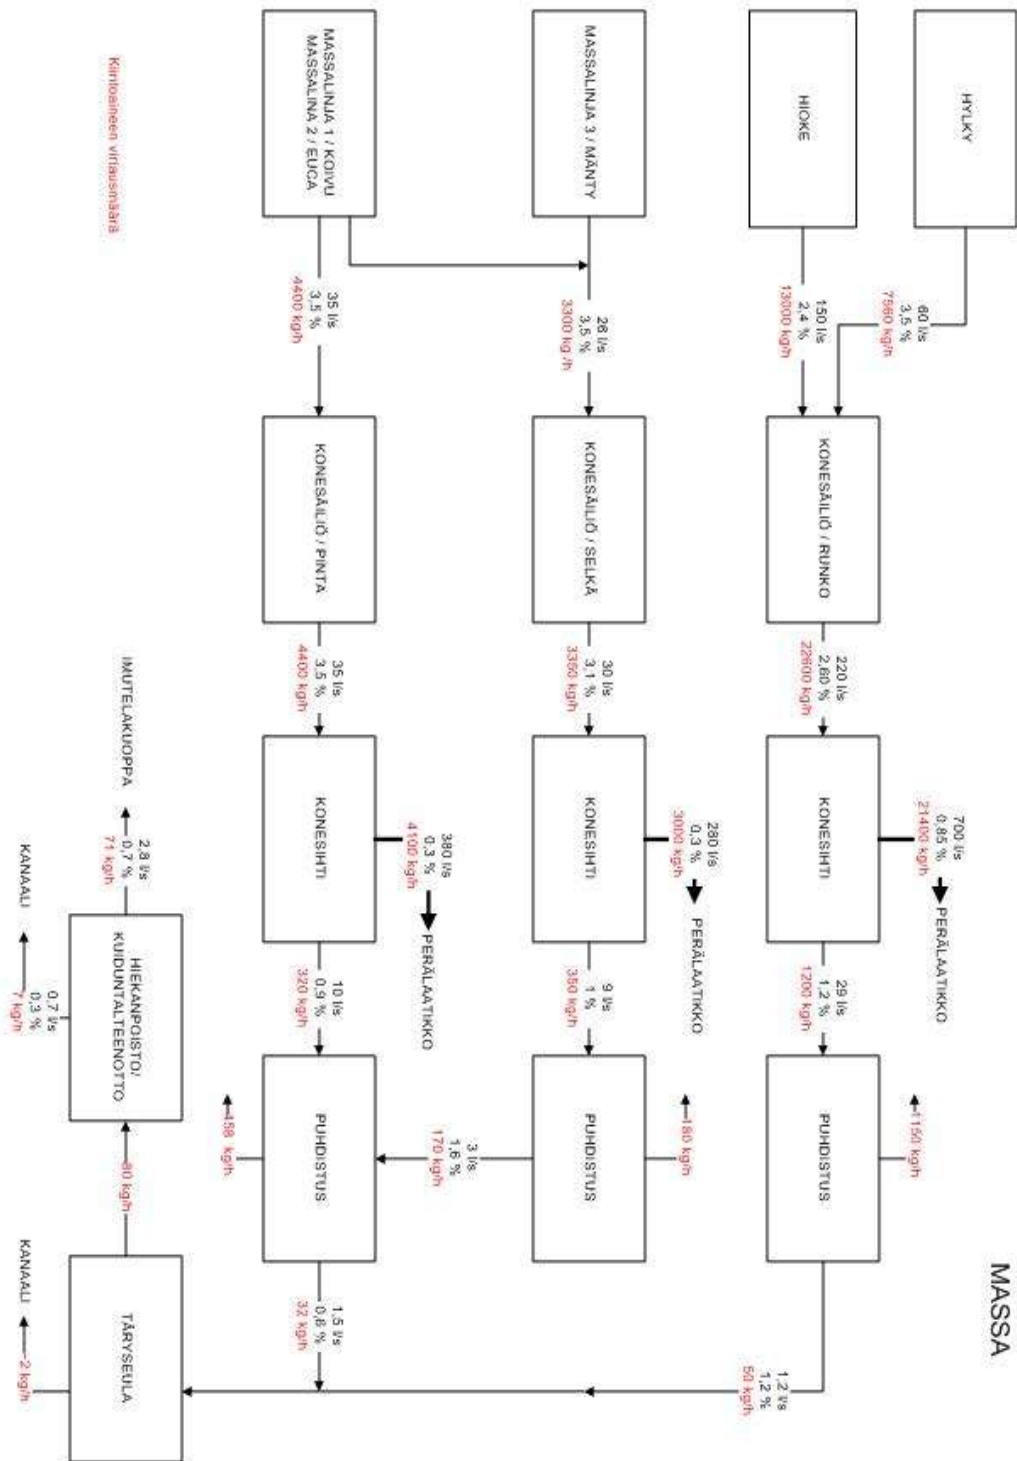 MASSA
HYLKY
60 l/s
3,5 %
7560 kg/h
HIOKE
150 l/s
2,4 %
13000 kg/h
KONESÄILIÖ / RUNKO
220 l/s
2,60 %
22600 kg/h
KONESIHTI
700 l/s
0,85 %
21400 kg/h
PERÄLAATIKKO
29 l/s
1,2 %
1200 kg/h
PUHDISTUS
1150 kg/h
1,2 l/s
1,2 %
50 kg/h
MASSALINJA 3 / MÄNTY
26 l/s
3,5 %
3300 kg /h
KONESÄILIÖ / SELKÄ
30 l/s
3,1 %
3350 kg/h
KONESIHTI
280 l/s
0,3 %
3000 kg/h
PERÄLAATIKKO
9 l/s
1 %
350 kg/h
PUHDISTUS
180 kg/h
3 l/s
1,6 %
170 kg/h
MASSALINJA 1 / KOIVU
MASSALINA 2 / EUCA
35 l/s
3,5 %
4400 kg/h
KONESÄILIÖ / PINTA
35 l/s
3,5 %
4400 kg/h
KONESIHTI
380 l/s
0,3 %
4100 kg/h
PERÄLAATIKKO
10 l/s
0,9 %
320 kg/h
PUHDISTUS
458 kg/h
1,5 l/s
0,6 %
32 kg/h
IMUTELAKUOPPA
2,8 l/s
0,7 %
71 kg/h
HIEKANPOISTO/
KUIDUNTALTEENOTTO
80 kg/h
TÄRYSEULA
KANAALI
0,7 l/s
0,3 %
7 kg/h
KANAALI
2 kg/h
Kiintoaineen virtausmäärä